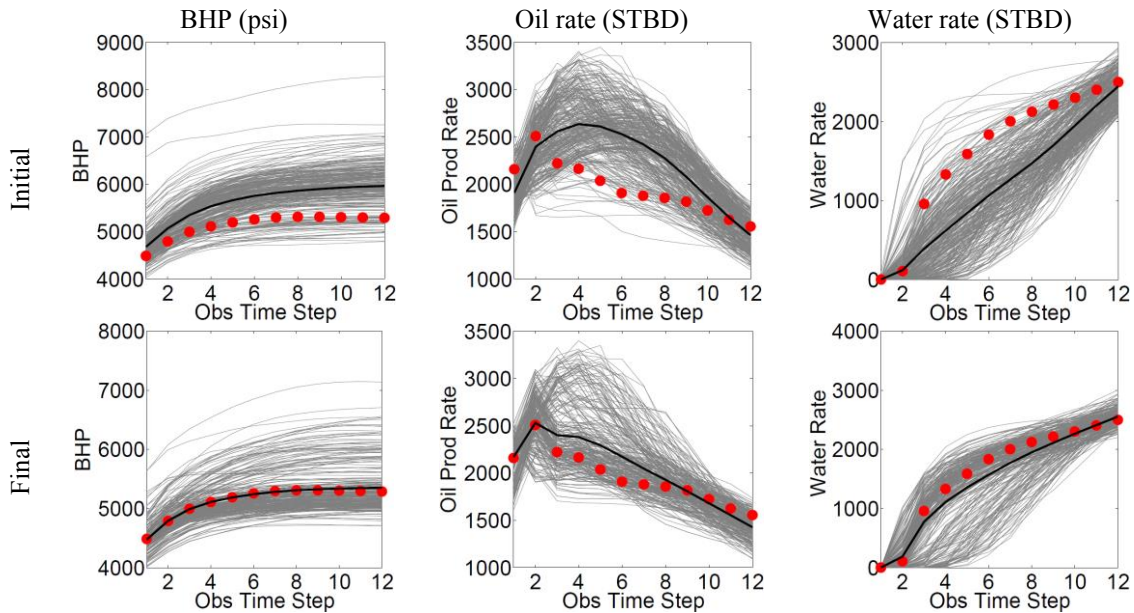 BHP (psi)
Oil rate (STBD)
Water rate (STBD)
Initial
9000
8000
7000
6000
5000
4000
BHP
2 4 6 8 10 12
Obs Time Step
3500
3000
2500
2000
1500
1000
Oil Prod Rate
2 4 6 8 10 12
Obs Time Step
3000
2000
1000
0
Water Rate
2 4 6 8 10 12
Obs Time Step
Final
8000
7000
6000
5000
4000
BHP
2 4 6 8 10 12
Obs Time Step
3500
3000
2500
2000
1500
1000
Oil Prod Rate
2 4 6 8 10 12
Obs Time Step
4000
3000
2000
1000
0
Water Rate
2 4 6 8 10 12
Obs Time Step